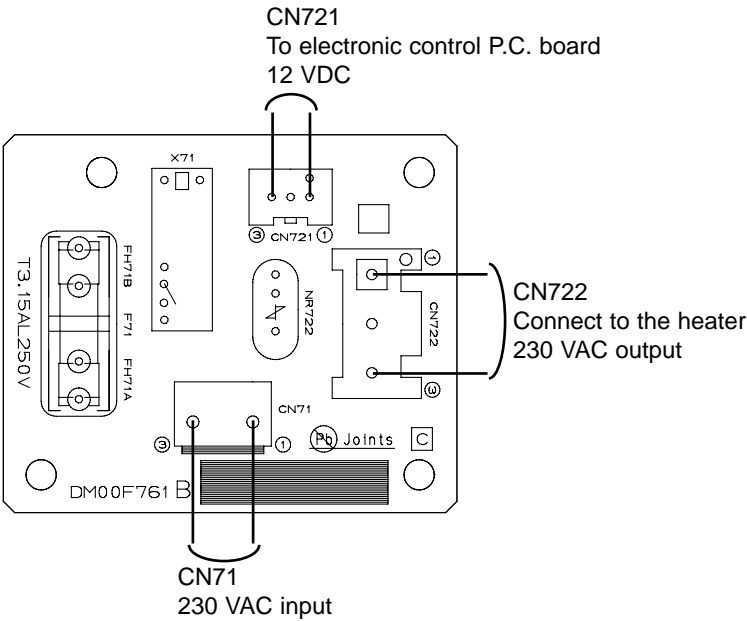 CN721
To electronic control P.C. board
12 VDC
X71
③ CN721 ①
FH71B
F71
FH71A
T3.15AL250V
NR722
①
CN722
③
CN722
Connect to the heater
230 VAC output
CN71
③ ①
Pb Joints C
DM00F761 B
CN71
230 VAC input